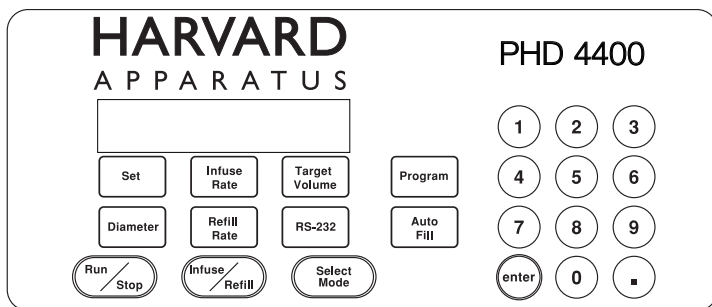 HARVARD
APPARATUS
PHD 4400
Set
Infuse
Rate
Target
Volume
Program
Diameter
Refill
Rate
RS-232
Auto
Fill
Run
Stop
Infuse
Refill
Select
Mode
1 2 3
4 5 6
7 8 9
enter 0 .